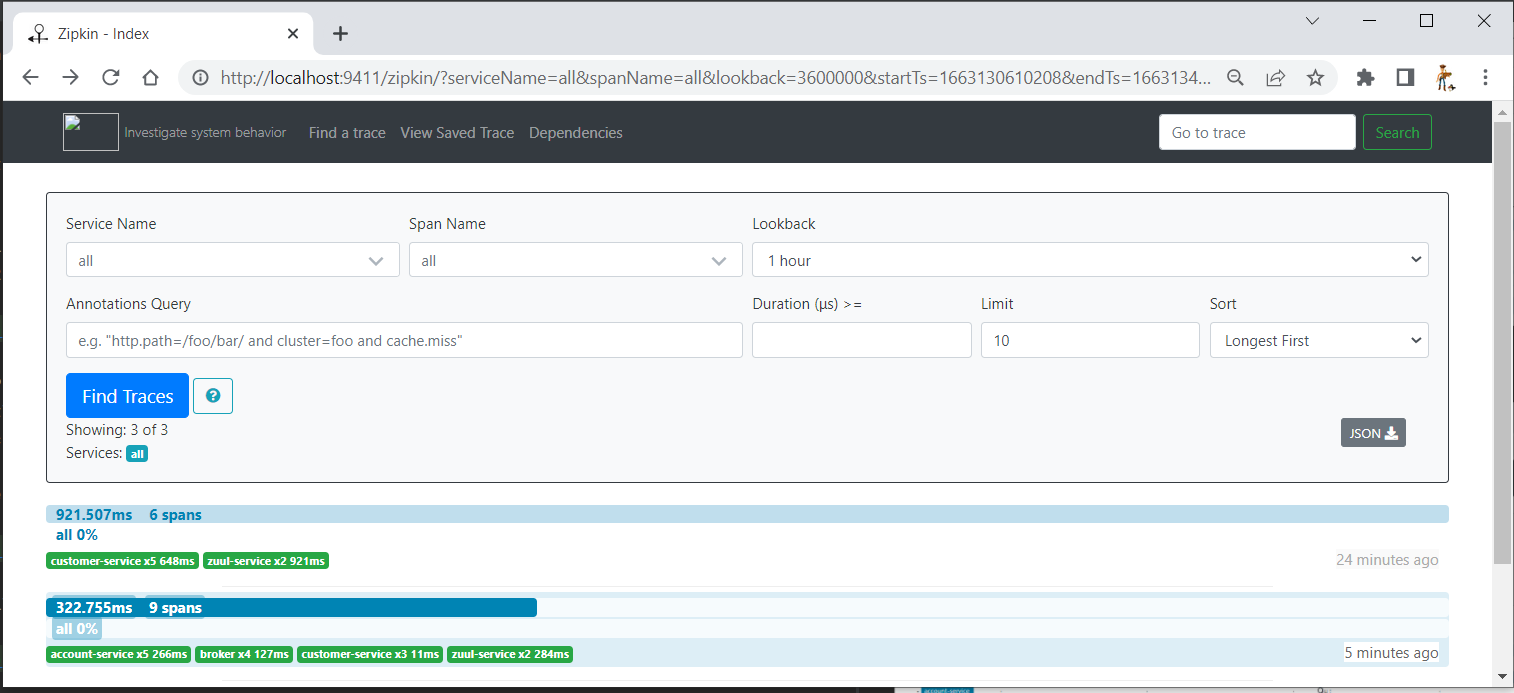 Zipkin - Index
http://localhost:9411/zipkin/?serviceName=all&spanName=all&lookback=3600000&startTs=1663130610208&endTs=1663134...
Investigate system behavior Find a trace View Saved Trace Dependencies Go to trace Search
Service Name Span Name Lookback
all all 1 hour
Annotations Query Duration (μs) >= Limit Sort
e.g. "http.path=/foo/bar/ and cluster=foo and cache.miss" 10 Longest First
Find Traces
Showing: 3 of 3
JSON
Services: all
921.507ms 6 spans
all 0%
customer-service x5 648ms zuul-service x2 921ms 24 minutes ago
322.755ms 9 spans
all 0%
account-service x5 266ms broker x4 127ms customer-service x3 11ms zuul-service x2 284ms 5 minutes ago
account-service